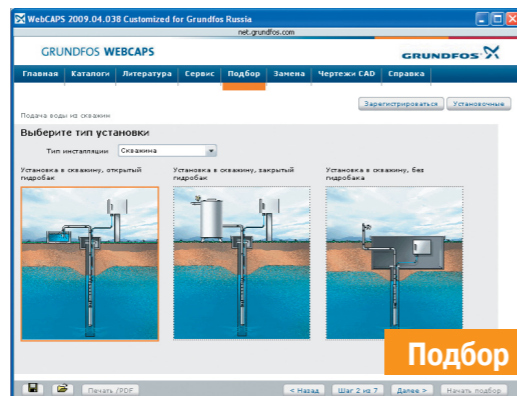 WebCAPS 2009.04.038 Customized for Grundfos Russia
net.grundfos.com
GRUNDFOS WEBCAPS
GRUNDFOS
Главная Каталоги Литература Сервис Подбор Замена Чертежи CAD Справка
Зарегистрироваться Установочные
Подача воды из скважин
Выберите тип установки
Тип инсталляции Скважина
Установка в скважину, открытый гидробак
Установка в скважину, закрытый гидробак
Установка в скважину, без гидробака
Подбор
Печать /PDF < Назад Шаг 2 из 7 Далее > Начать подбор